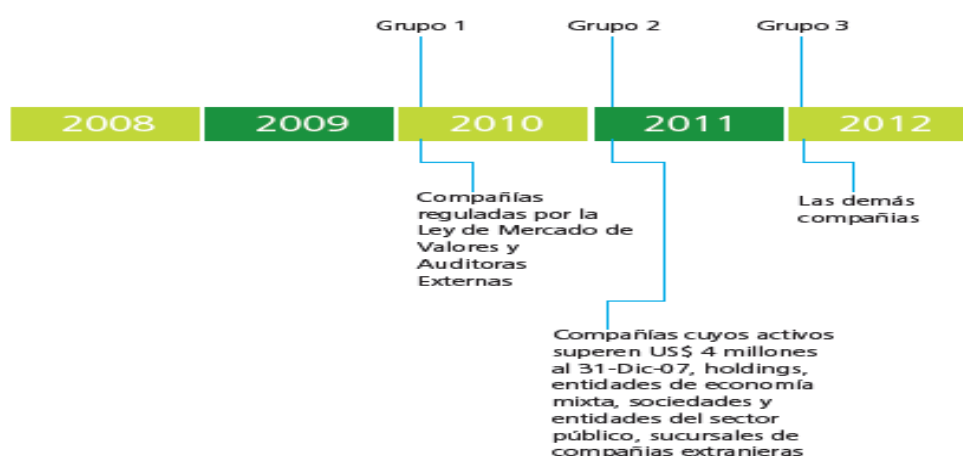 Grupo 1
Grupo 2
Grupo 3
2008
2009
2010
2011
2012
Compañías
reguladas por la
Ley de Mercado de
Valores y
Auditoras
Externas
Las demás
compañias
Compañías cuyos activos
superen US$ 4 millones
al 31-Dic-07, holdings,
entidades de economía
mixta, sociedades y
entidades del sector
público, sucursales de
compañias extranjeras